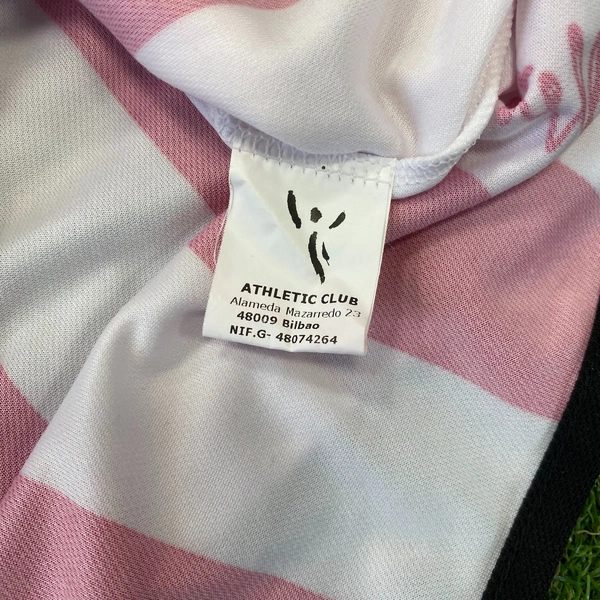 ATHLETIC CLUB
Alameda Mazarredo 23
48009 Bilbao
NIF.G- 48074264